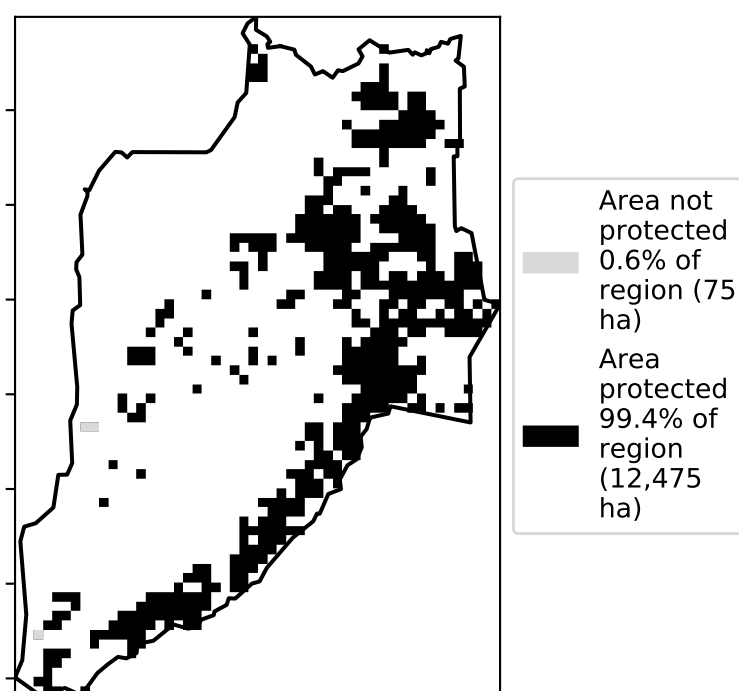 Area not
protected
0.6% of
region (75
ha)
Area
protected
99.4% of
region
(12,475
ha)